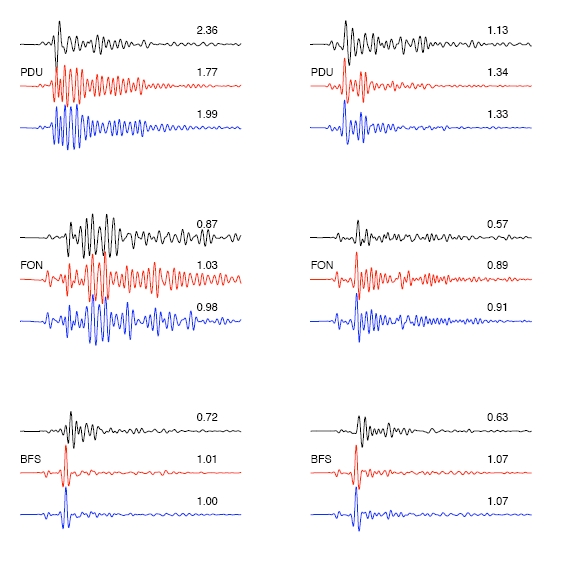 2.36 1.13
PDU 1.77 PDU 1.34
1.99 1.33
0.87 0.57
FON 1.03 FON 0.89
0.98 0.91
0.72 0.63
BFS 1.01 BFS 1.07
1.00 1.07